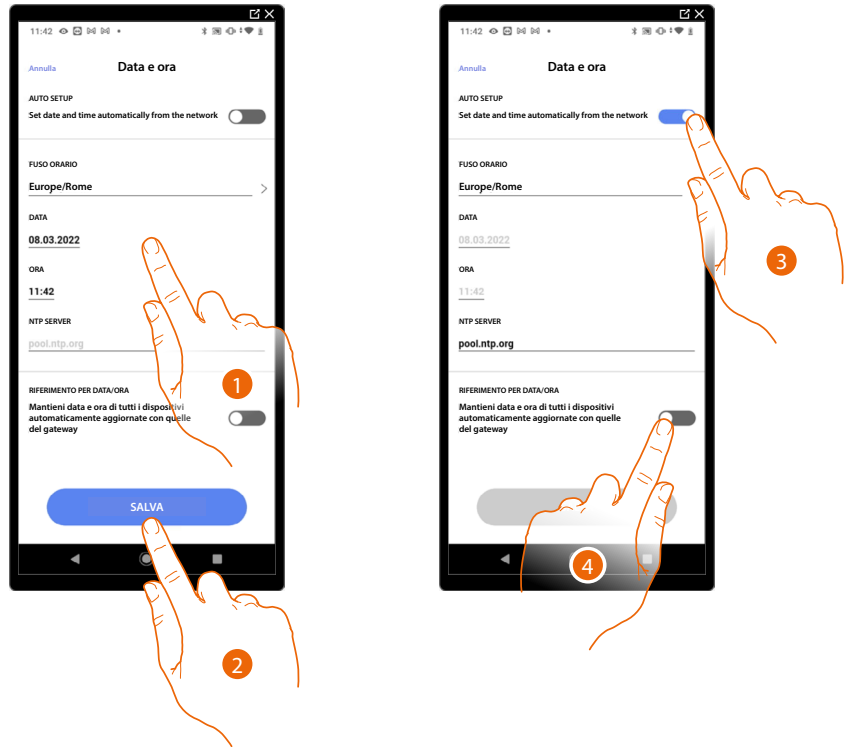 11:42
Annulla
Data e ora
AUTO SETUP
Set date and time automatically from the network
FUSO ORARIO
Europe/Rome
DATA
08.03.2022
ORA
11:42
NTP SERVER
pool.ntp.org
RIFERIMENTO PER DATA/ORA
Mantieni data e ora di tutti i dispositivi
automaticamente aggiornate con quelle
del gateway
SALVA
1
2
11:42
Annulla
Data e ora
AUTO SETUP
Set date and time automatically from the network
FUSO ORARIO
Europe/Rome
DATA
08.03.2022
ORA
11:42
NTP SERVER
pool.ntp.org
RIFERIMENTO PER DATA/ORA
Mantieni data e ora di tutti i dispositivi
automaticamente aggiornate con quelle
del gateway
3
4